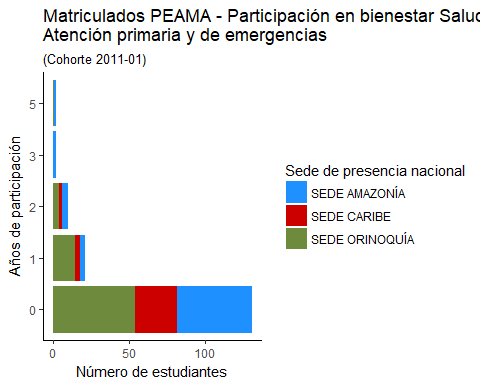 Matriculados PEAMA - Participación en bienestar Salud
Atención primaria y de emergencias
(Cohorte 2011-01)
Años de participación
5
3
2
1
0
0 50 100
Número de estudiantes
Sede de presencia nacional
SEDE AMAZONÍA
SEDE CARIBE
SEDE ORINOQUÍA